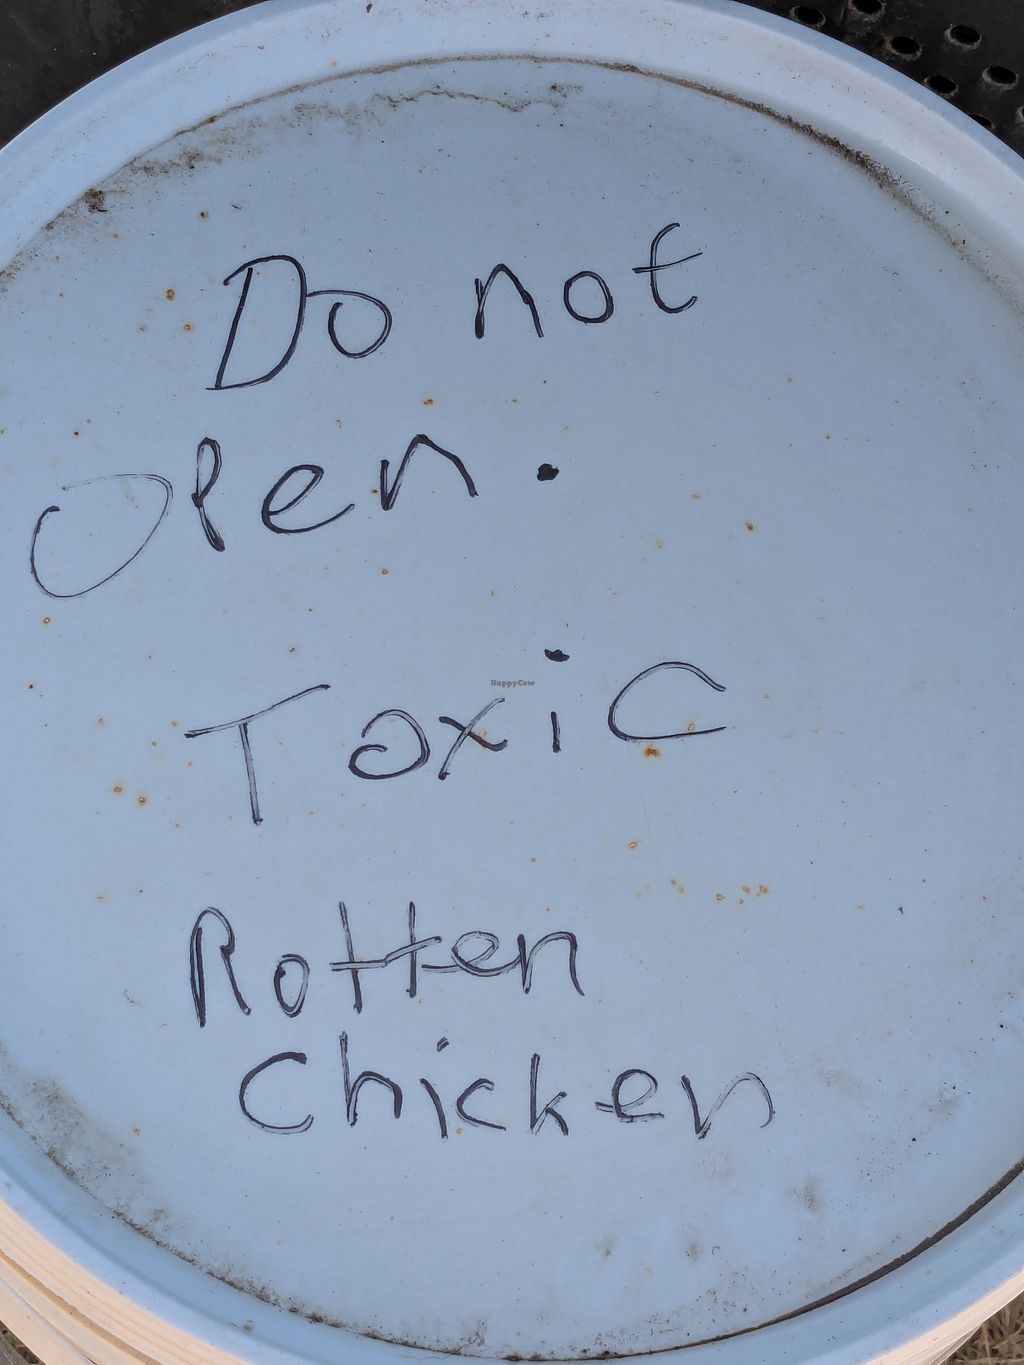 Do not
Open.
Toxic
HappyCow
Rotten
Chicken